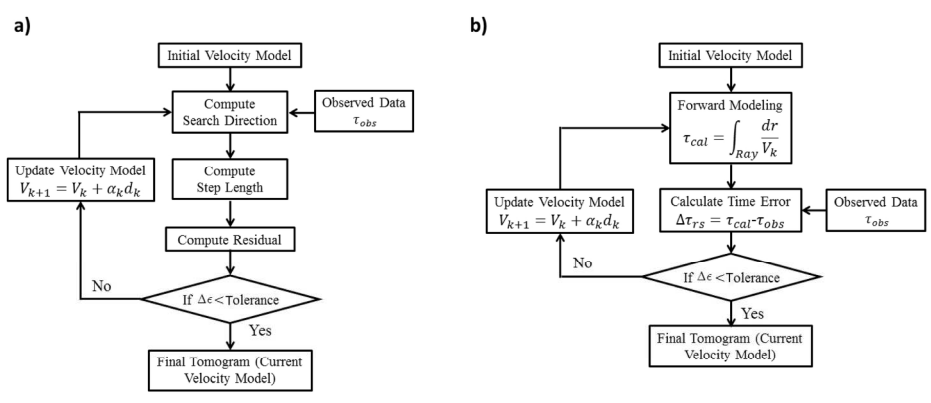 a)
Initial Velocity Model
Compute
Search Direction
Observed Data
τ_obs
Update Velocity Model
V_{k+1} = V_k + α_k d_k
Compute
Step Length
Compute Residual
No
If Δϵ<Tolerance
Yes
Final Tomogram (Current
Velocity Model)
b)
Initial Velocity Model
Forward Modeling
τ_cal = ∫_Ray dr/V_k
Update Velocity Model
V_{k+1} = V_k + α_k d_k
Calculate Time Error
Δτ_rs = τ_cal-τ_obs
Observed Data
τ_obs
No
If Δϵ<Tolerance
Yes
Final Tomogram (Current
Velocity Model)